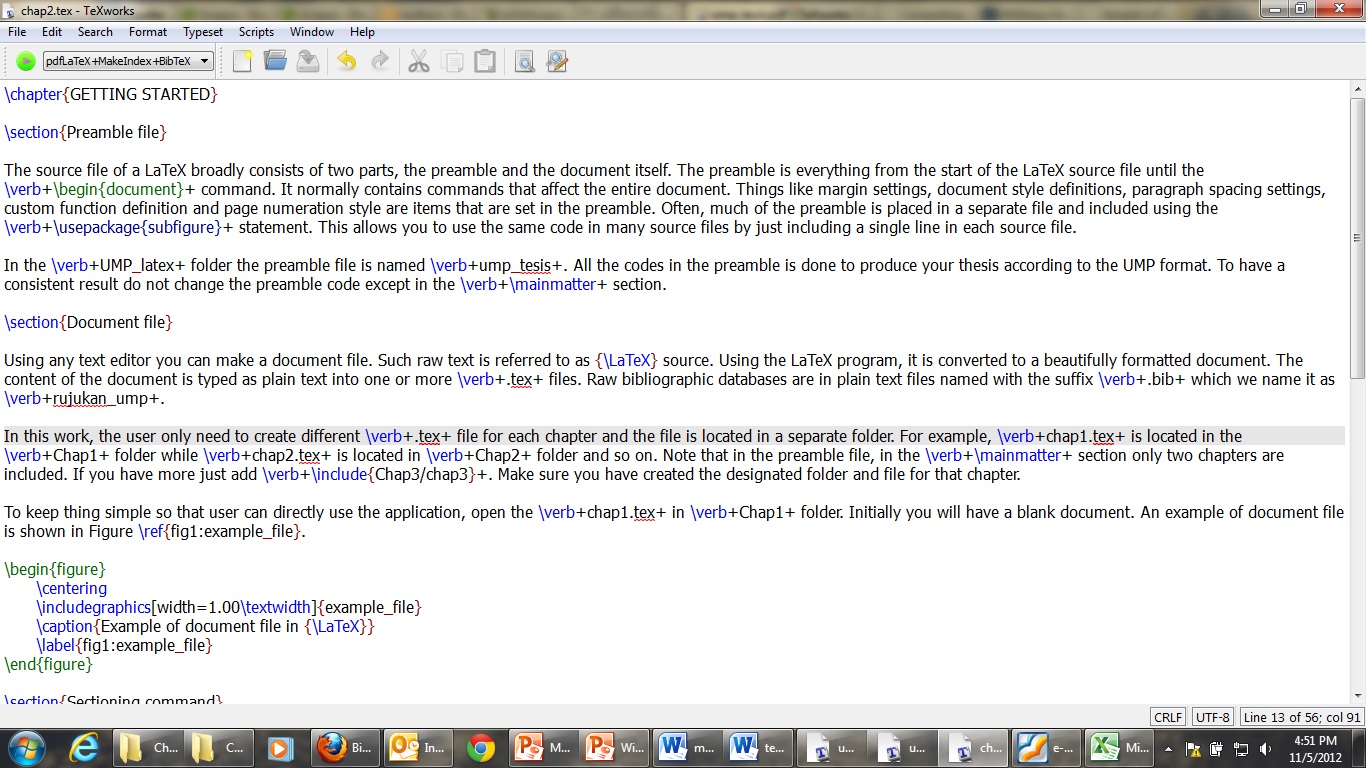 chap2.tex - TeXworks
File Edit Search Format Typeset Scripts Window Help
pdfLaTeX+MakeIndex+BibTeX
\chapter{GETTING STARTED}
\section{Preamble file}
The source file of a LaTeX broadly consists of two parts, the preamble and the document itself. The preamble is everything from the start of the LaTeX source file until the
\verb+\begin{document}+ command. It normally contains commands that affect the entire document. Things like margin settings, document style definitions, paragraph spacing settings,
custom function definition and page numeration style are items that are set in the preamble. Often, much of the preamble is placed in a separate file and included using the
\verb+\usepackage{subfigure}+ statement. This allows you to use the same code in many source files by just including a single line in each source file.
In the \verb+UMP_latex+ folder the preamble file is named \verb+ump_tesis+. All the codes in the preamble is done to produce your thesis according to the UMP format. To have a
consistent result do not change the preamble code except in the \verb+\mainmatter+ section.
\section{Document file}
Using any text editor you can make a document file. Such raw text is referred to as {\LaTeX} source. Using the LaTeX program, it is converted to a beautifully formatted document. The
content of the document is typed as plain text into one or more \verb+.tex+ files. Raw bibliographic databases are in plain text files named with the suffix \verb+.bib+ which we name it as
\verb+rujukan_ump+.
In this work, the user only need to create different \verb+.tex+ file for each chapter and the file is located in a separate folder. For example, \verb+chap1.tex+ is located in the
\verb+Chap1+ folder while \verb+chap2.tex+ is located in \verb+Chap2+ folder and so on. Note that in the preamble file, in the \verb+\mainmatter+ section only two chapters are
included. If you have more just add \verb+\include{Chap3/chap3}+. Make sure you have created the designated folder and file for that chapter.
To keep thing simple so that user can directly use the application, open the \verb+chap1.tex+ in \verb+Chap1+ folder. Initially you will have a blank document. An example of document file
is shown in Figure \ref{fig1:example_file}.
\begin{figure}
\centering
\includegraphics[width=1.00\textwidth]{example_file}
\caption{Example of document file in {\LaTeX}}
\label{fig1:example_file}
\end{figure}
\section{Sectioning command}
CRLF UTF-8 Line 13 of 56; col 91
Ch... C... Bi... In... M... Wi... m... te... u... u... ch... e-... Mi... 4:51 PM
11/5/2012